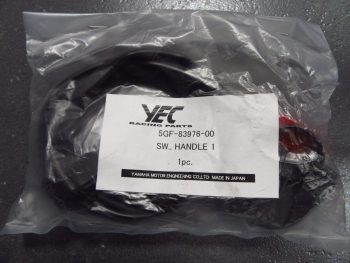 YEC
RACING PARTS
5GF-83976-00
SW., HANDLE 1
1pc.
YAMAHA MOTOR ENGINEERING CO.,LTD. MADE IN JAPAN